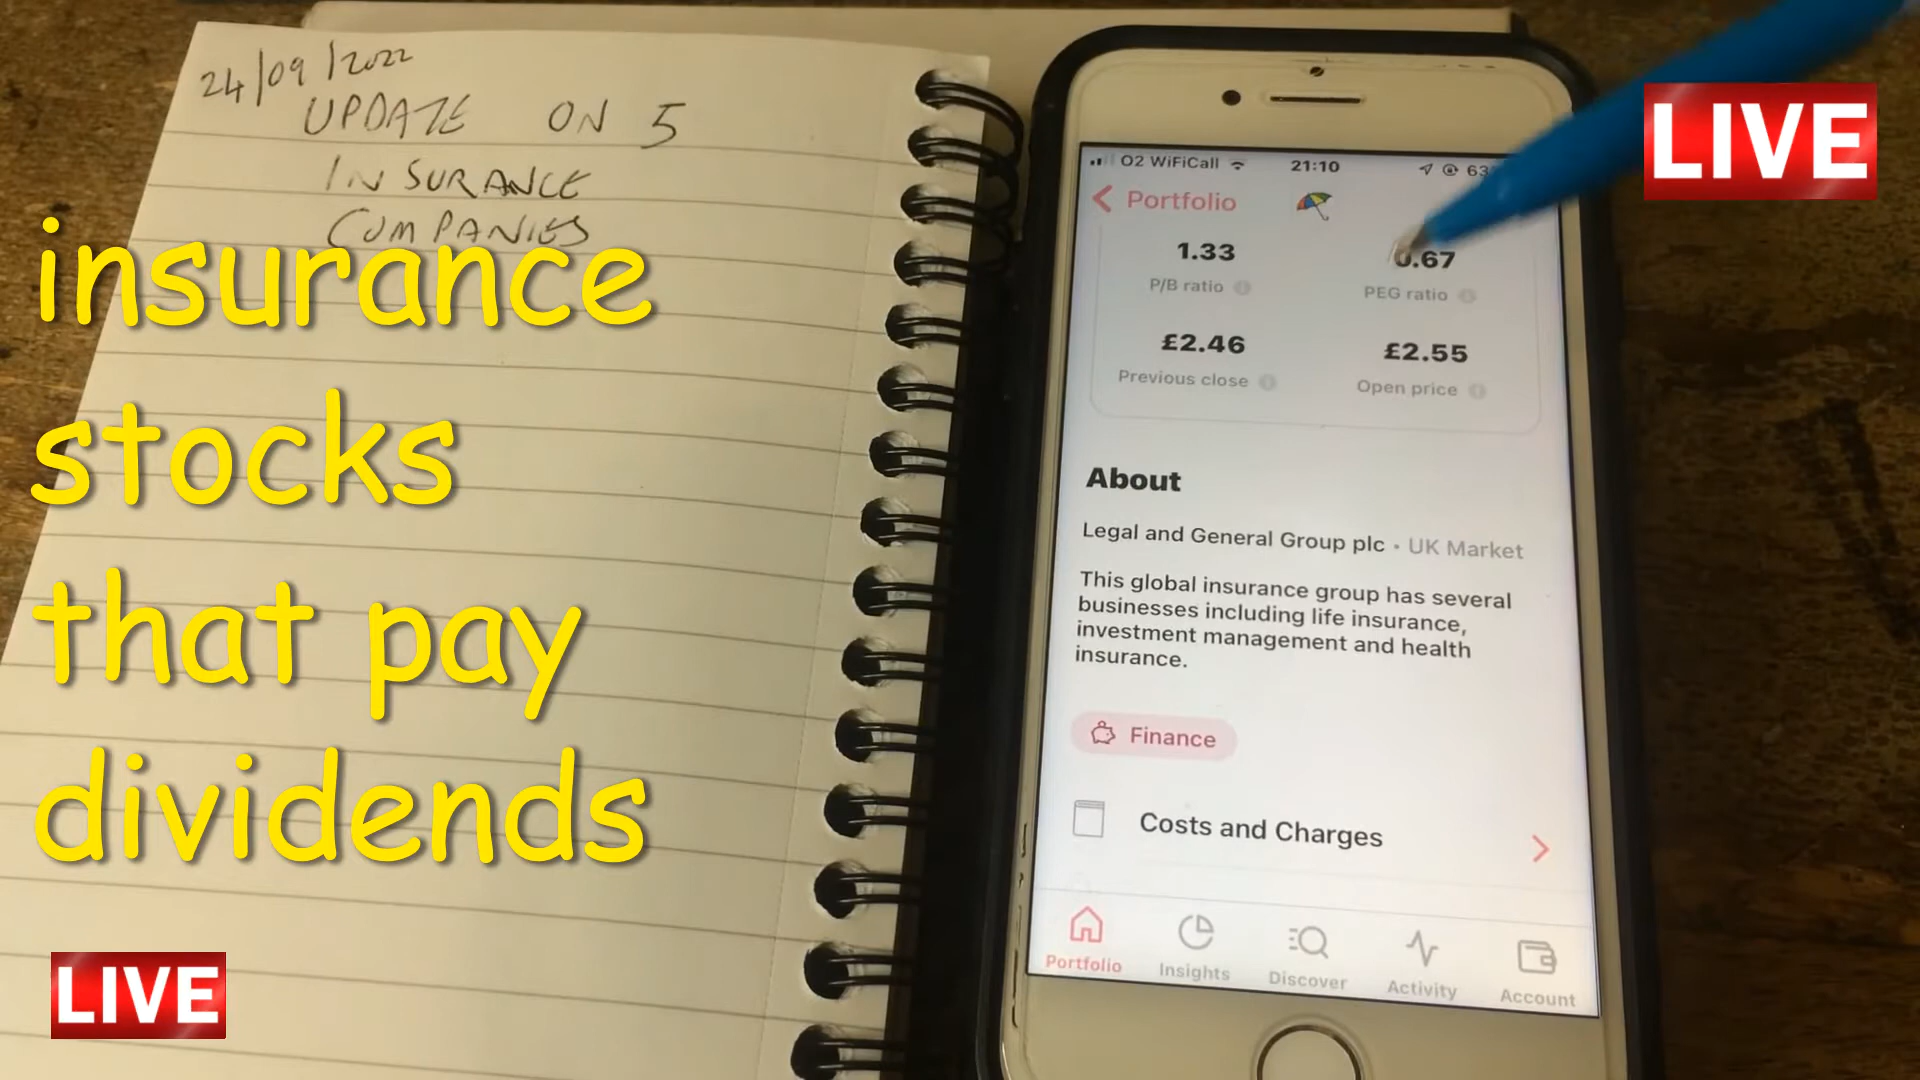 24/09/2022
UPDATE ON 5
INSURANCE
COMPANIES
insurance
stocks
that pay
dividends
LIVE
LIVE
O2 WiFiCall 21:10
Portfolio
1.33 0.67
P/B ratio PEG ratio
£2.46 £2.55
Previous close Open price
About
Legal and General Group plc • UK Market
This global insurance group has several
businesses including life insurance,
investment management and health
insurance.
Finance
Costs and Charges
Portfolio Insights Discover Activity Account